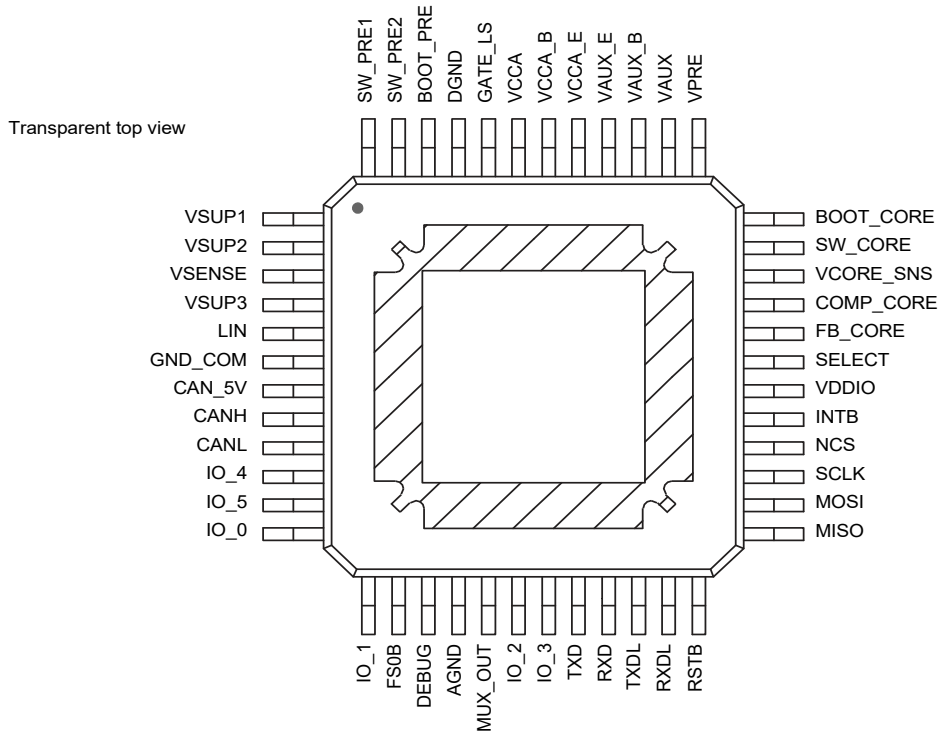 SW_PRE1
SW_PRE2
BOOT_PRE
DGND
GATE_LS
VCCA
VCCA_B
VCCA_E
VAUX_E
VAUX_B
VAUX
VPRE
Transparent top view
VSUP1
VSUP2
VSENSE
VSUP3
LIN
GND_COM
CAN_5V
CANH
CANL
IO_4
IO_5
IO_0
BOOT_CORE
SW_CORE
VCORE_SNS
COMP_CORE
FB_CORE
SELECT
VDDIO
INTB
NCS
SCLK
MOSI
MISO
IO_1
FS0B
DEBUG
AGND
MUX_OUT
IO_2
IO_3
TXD
RXD
TXDL
RXDL
RSTB